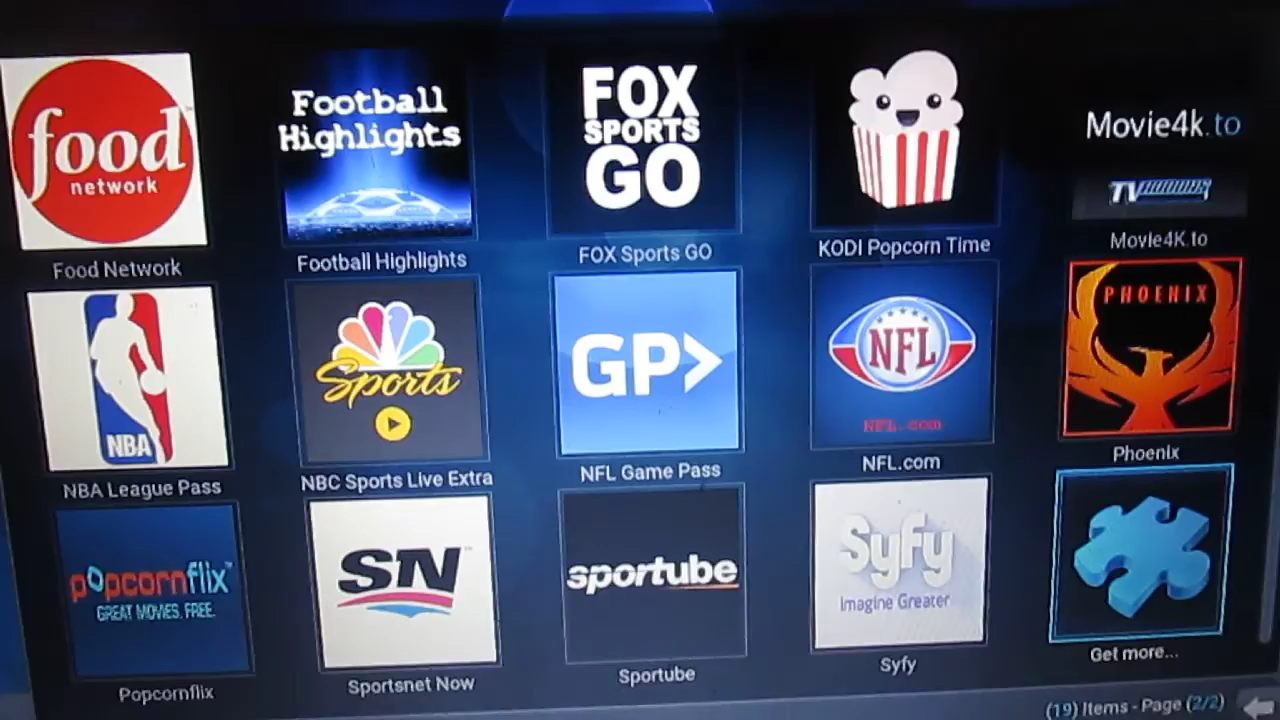 food
network
Football
Highlights
FOX
SPORTS
GO
Movie4k.to
TV
Food Network
Football Highlights
FOX Sports GO
KODI Popcorn Time
Movie4K.to
NBA
Sports
GP>
NFL
NFL.com
PHOENIX
NBA League Pass
NBC Sports Live Extra
NFL Game Pass
NFL.com
Phoenix
popcornflix™
GREAT MOVIES. FREE.
SN™
sportube
Syfy
Imagine Greater
Popcornflix
Sportsnet Now
Sportube
Syfy
Get more...
(19) Items - Page (2/2)